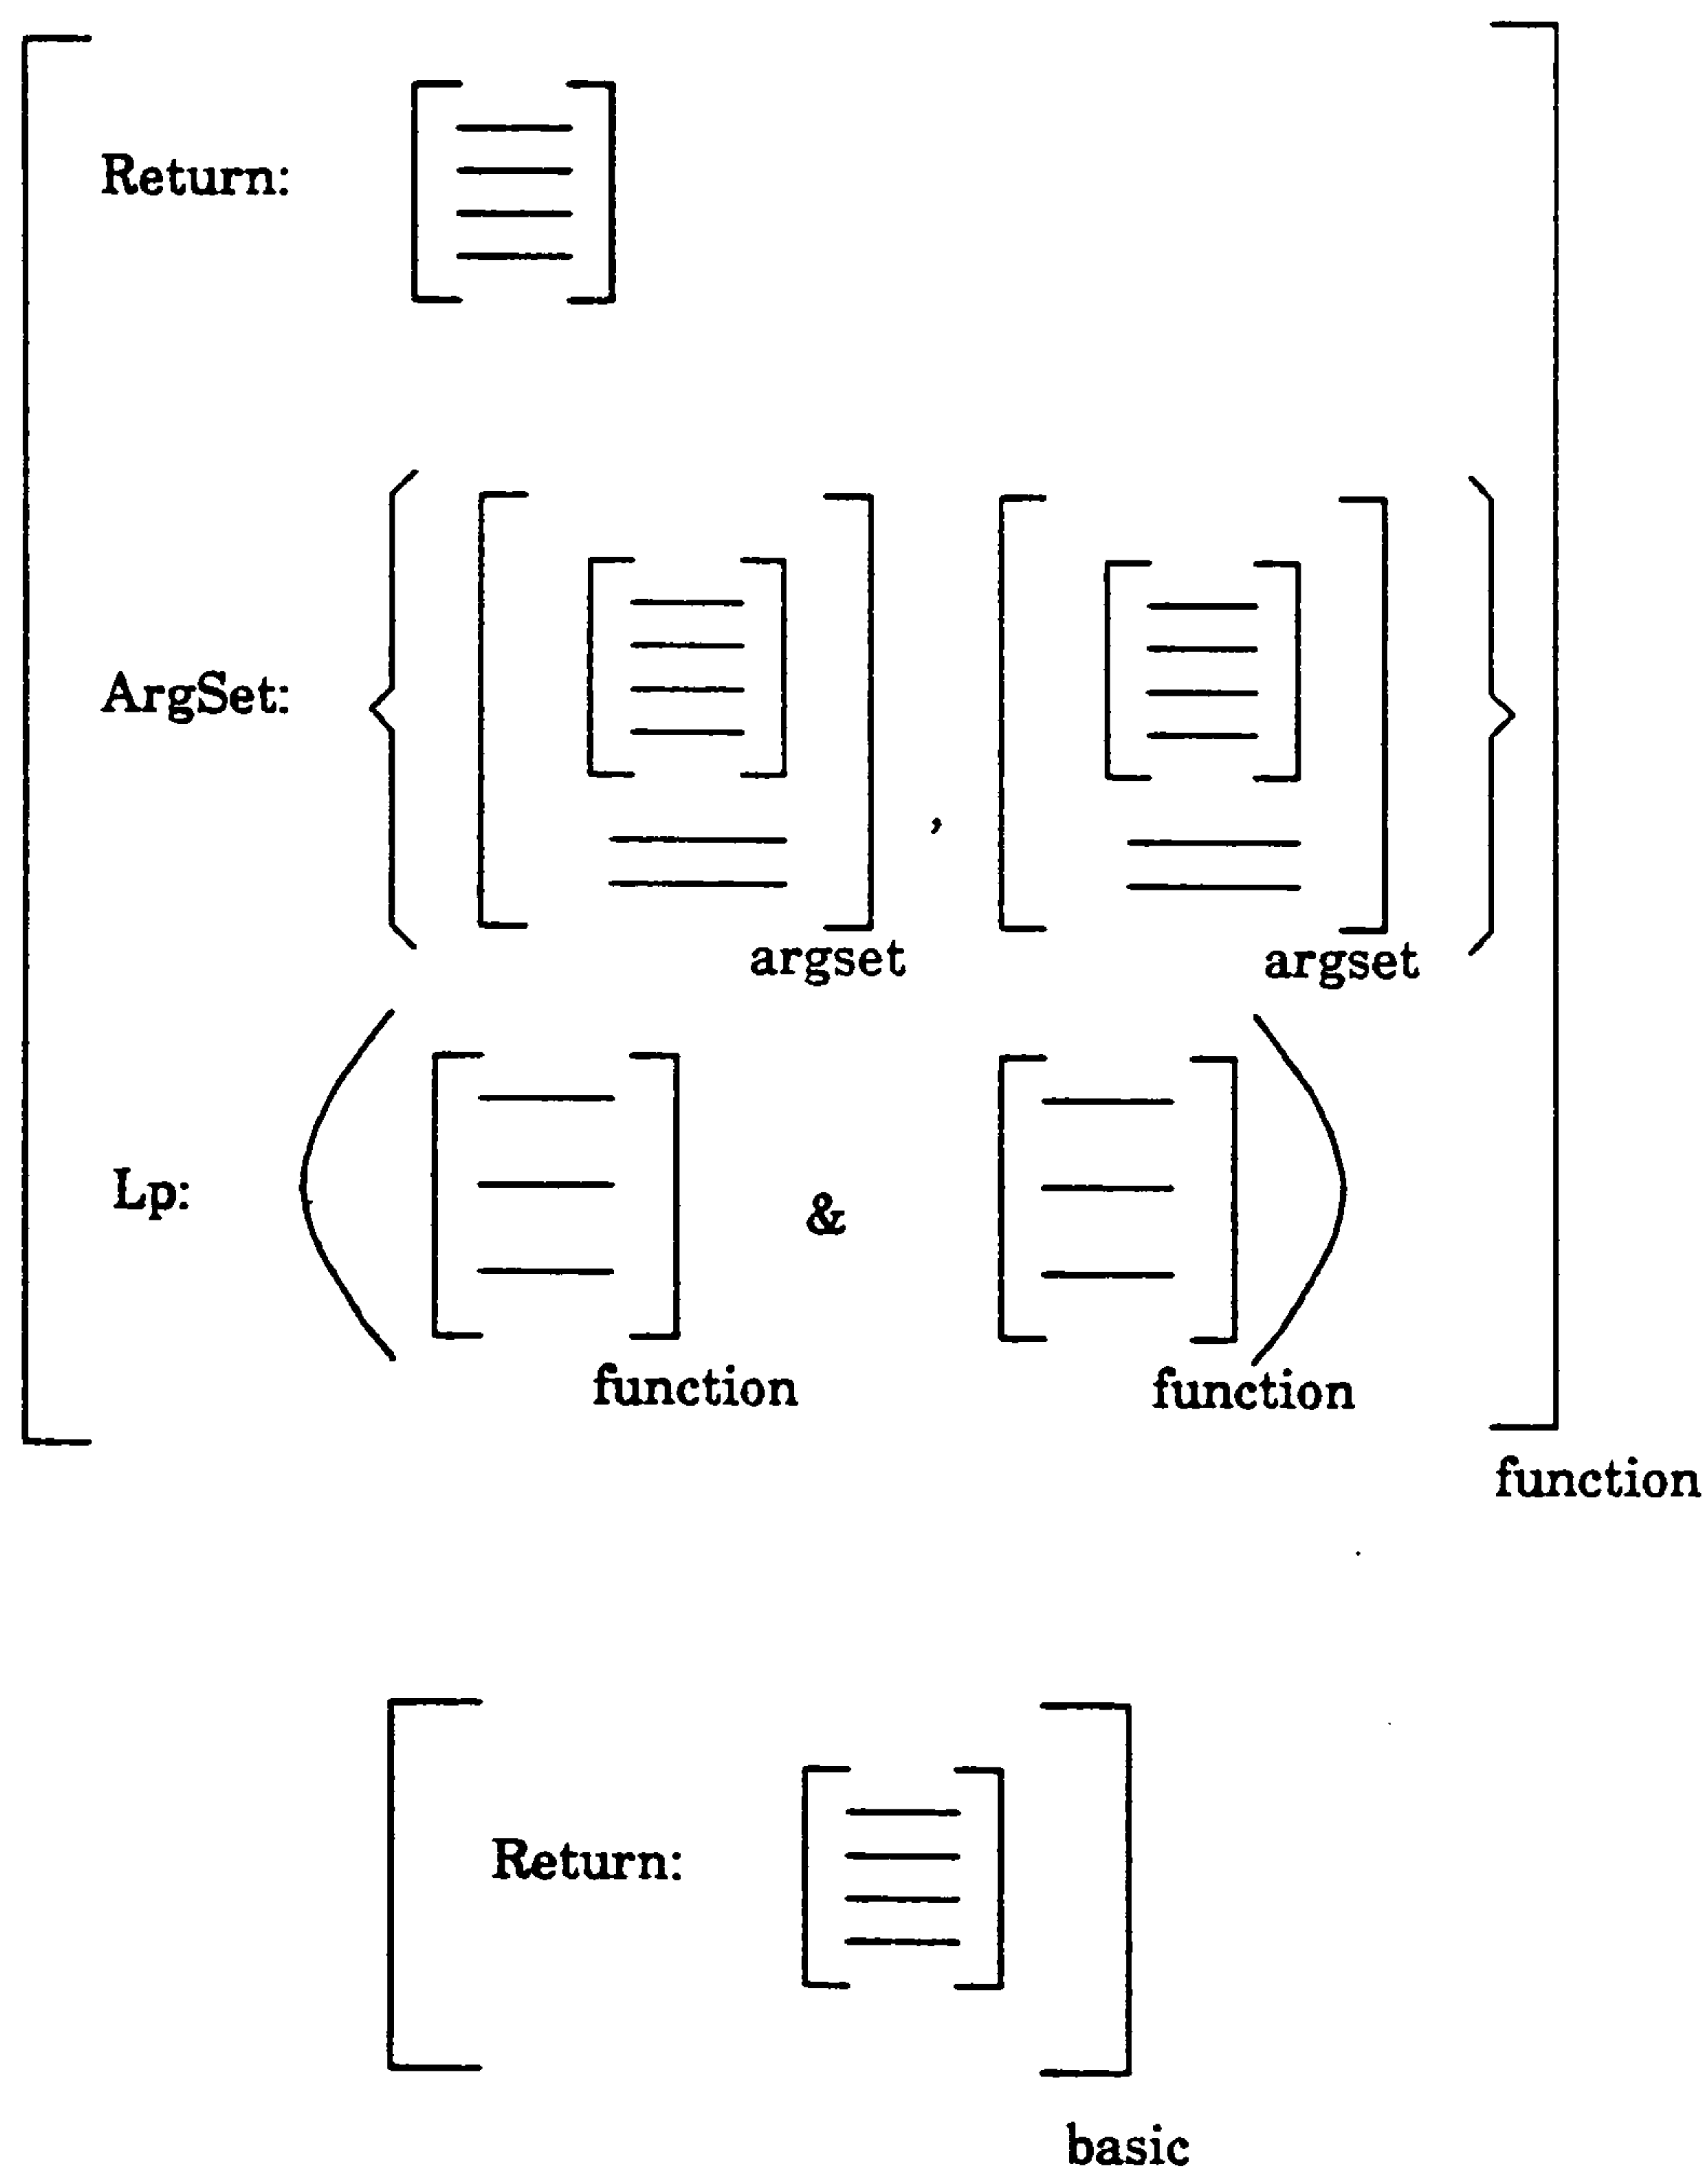 Return:
ArgSet:
,
argset argset
Lp:
&
function function
function
Return:
basic